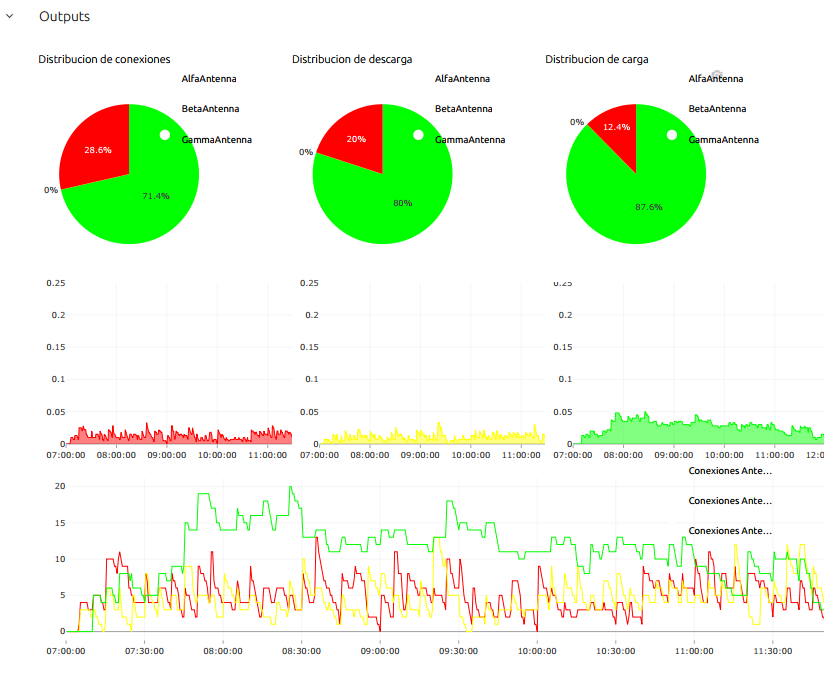 Outputs
Distribucion de conexiones
Distribucion de descarga
Distribucion de carga
AlfaAntenna
BetaAntenna
GammaAntenna
28.6%
0%
71.4%
AlfaAntenna
BetaAntenna
GammaAntenna
20%
0%
80%
AlfaAntenna
BetaAntenna
GammaAntenna
0%
12.4%
87.6%
0.25
0.2
0.15
0.1
0.05
0
07:00:00 08:00:00 09:00:00 10:00:00 11:00:00
0.25
0.2
0.15
0.1
0.05
0
07:00:00 08:00:00 09:00:00 10:00:00 11:00:00
0.25
0.2
0.15
0.1
0.05
0
07:00:00 08:00:00 09:00:00 10:00:00 11:00:00 12:0
Conexiones Ante...
Conexiones Ante...
Conexiones Ante...
20
15
10
5
0
07:00:00 07:30:00 08:00:00 08:30:00 09:00:00 09:30:00 10:00:00 10:30:00 11:00:00 11:30:00